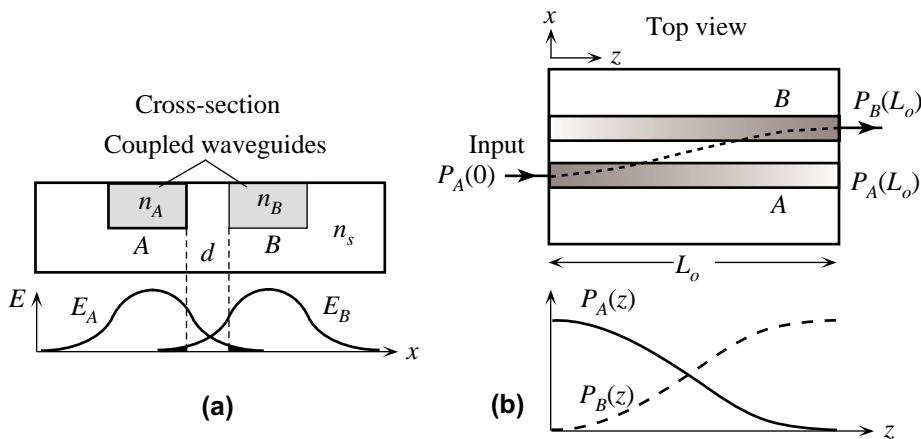 Cross-section
Coupled waveguides
n_A
n_B
A
d
B
n_s
E
E_A
E_B
x
(a)
x
z
Top view
B
P_B(L_o)
Input
P_A(0)
P_A(L_o)
A
L_o
P_A(z)
P_B(z)
(b)
z